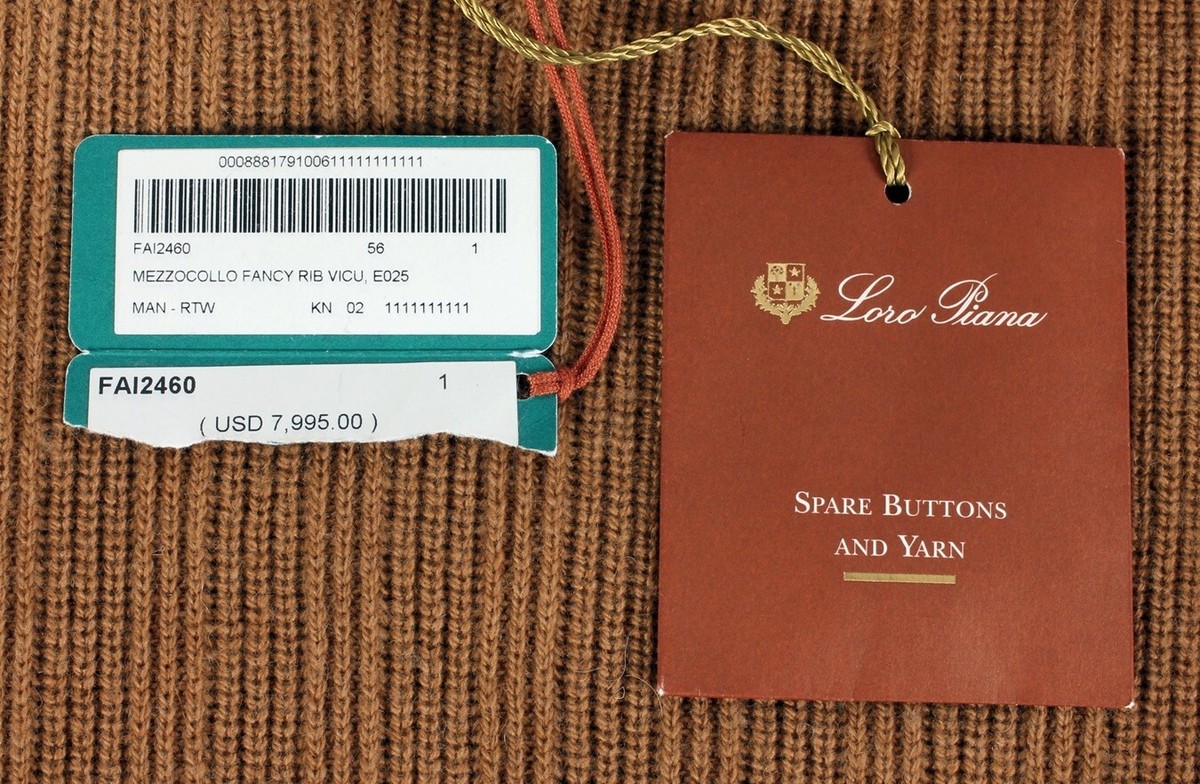 000888179100611111111111
FAI2460 56 1
MEZZOCOLLO FANCY RIB VICU, E025
MAN - RTW KN 02 1111111111
FAI2460 1
( USD 7,995.00 )
Loro Piana
SPARE BUTTONS
AND YARN